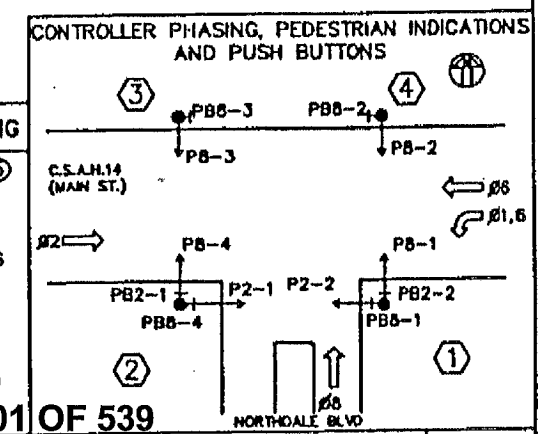 CONTROLLER PHASING, PEDESTRIAN INDICATIONS
AND PUSH BUTTONS
3
4
PB8-3
PB8-2
NG
P8-3
P8-2
C.S.A.H.14
(MAIN ST.)
Ø6
Ø1,6
Ø2
P8-4
P8-1
PB2-1
P2-1
P2-2
PB2-2
PB8-4
PB8-1
2
1
Ø8
01 OF 539
NORTHDALE BLVD